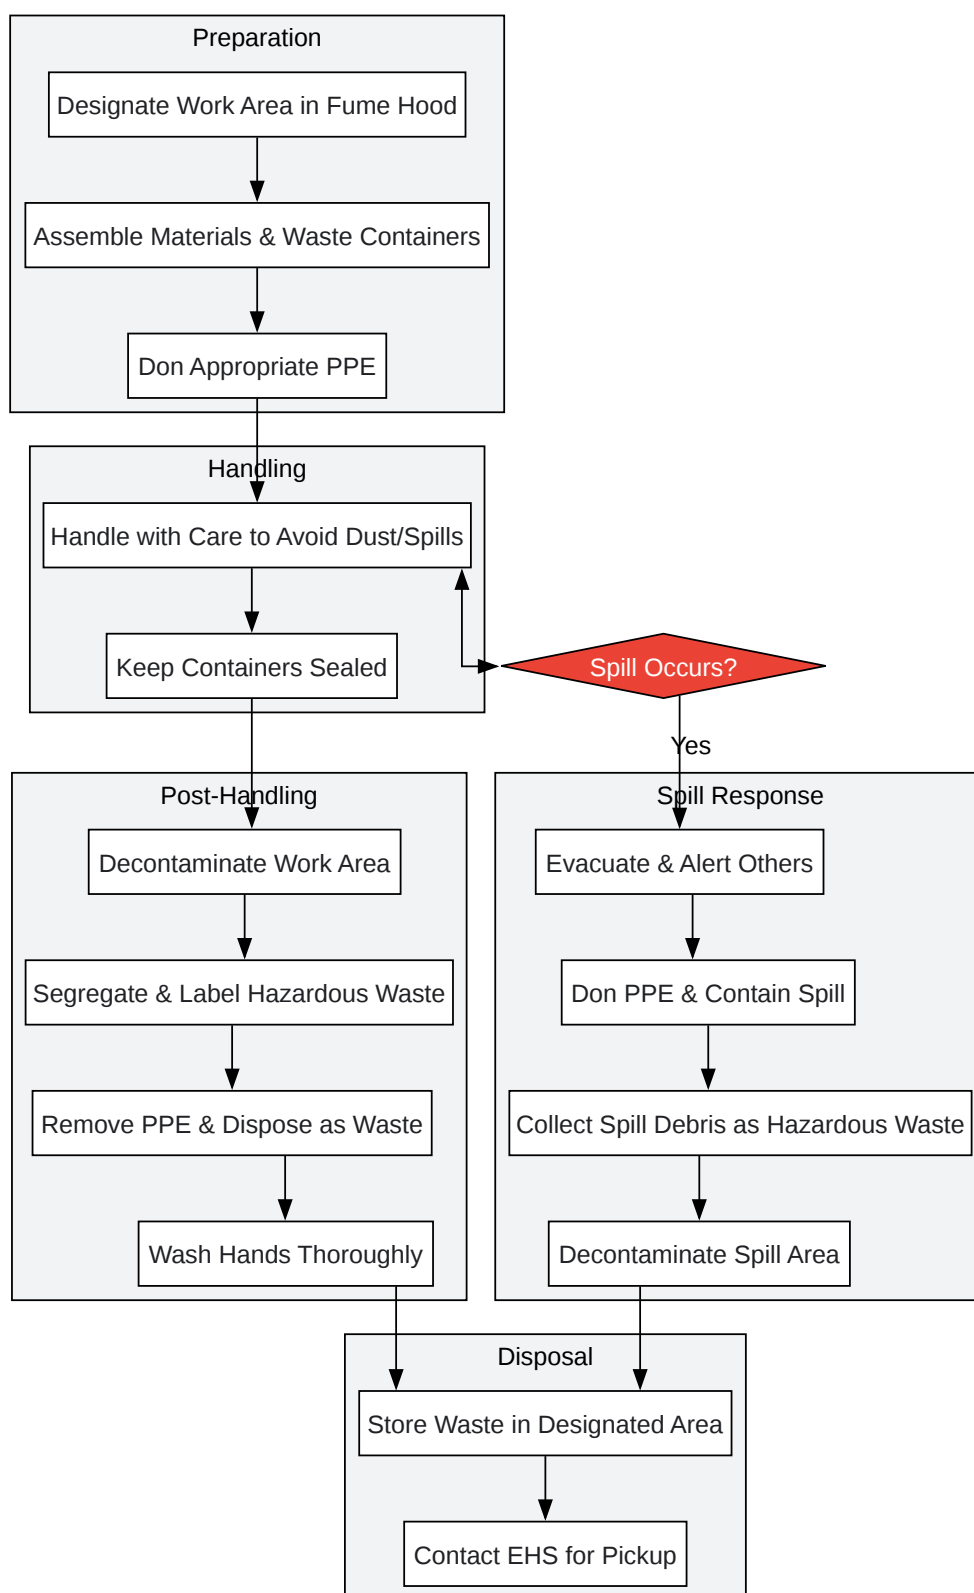 Preparation
Designate Work Area in Fume Hood
Assemble Materials & Waste Containers
Don Appropriate PPE
Handling
Handle with Care to Avoid Dust/Spills
Keep Containers Sealed
Spill Occurs?
Yes
Post-Handling
Decontaminate Work Area
Segregate & Label Hazardous Waste
Remove PPE & Dispose as Waste
Wash Hands Thoroughly
Spill Response
Evacuate & Alert Others
Don PPE & Contain Spill
Collect Spill Debris as Hazardous Waste
Decontaminate Spill Area
Disposal
Store Waste in Designated Area
Contact EHS for Pickup